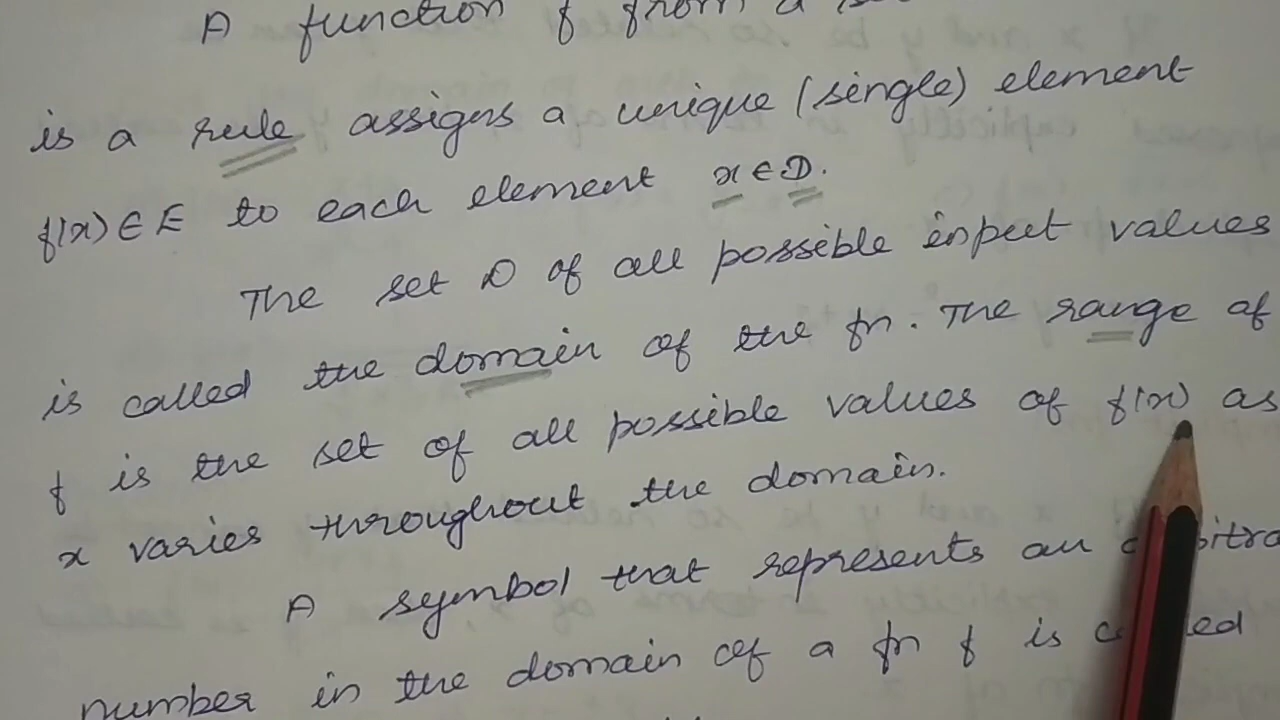 A function f from a
is a rule assigns a unique (single) element
f(x) ∈ E to each element x ∈ D.
The set D of all possible input values
is called the domain of the fn. The range of
f is the set of all possible values of f(x) as
x varies throughout the domain.
A symbol that represents an
number in the domain of a fn f is called